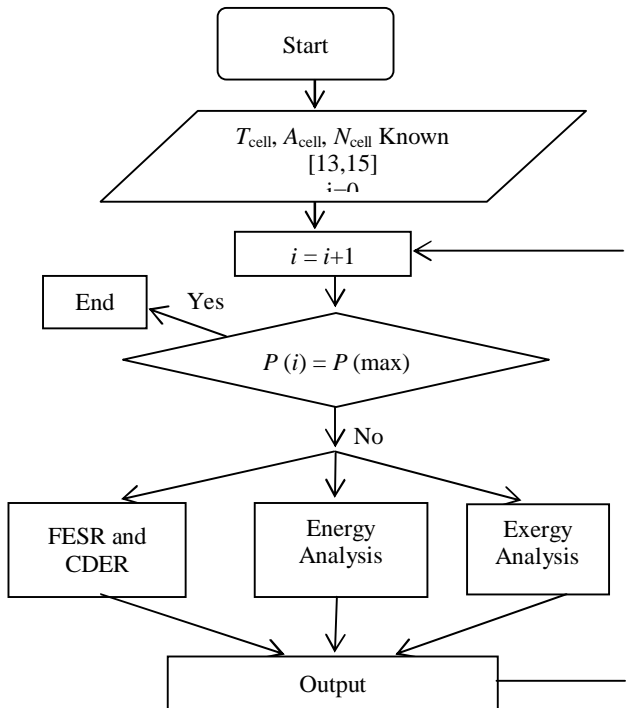 Start
Tcell, Acell, Ncell Known
[13,15]
i=0
i = i+1
End
Yes
P (i) = P (max)
No
FESR and
CDER
Energy
Analysis
Exergy
Analysis
Output